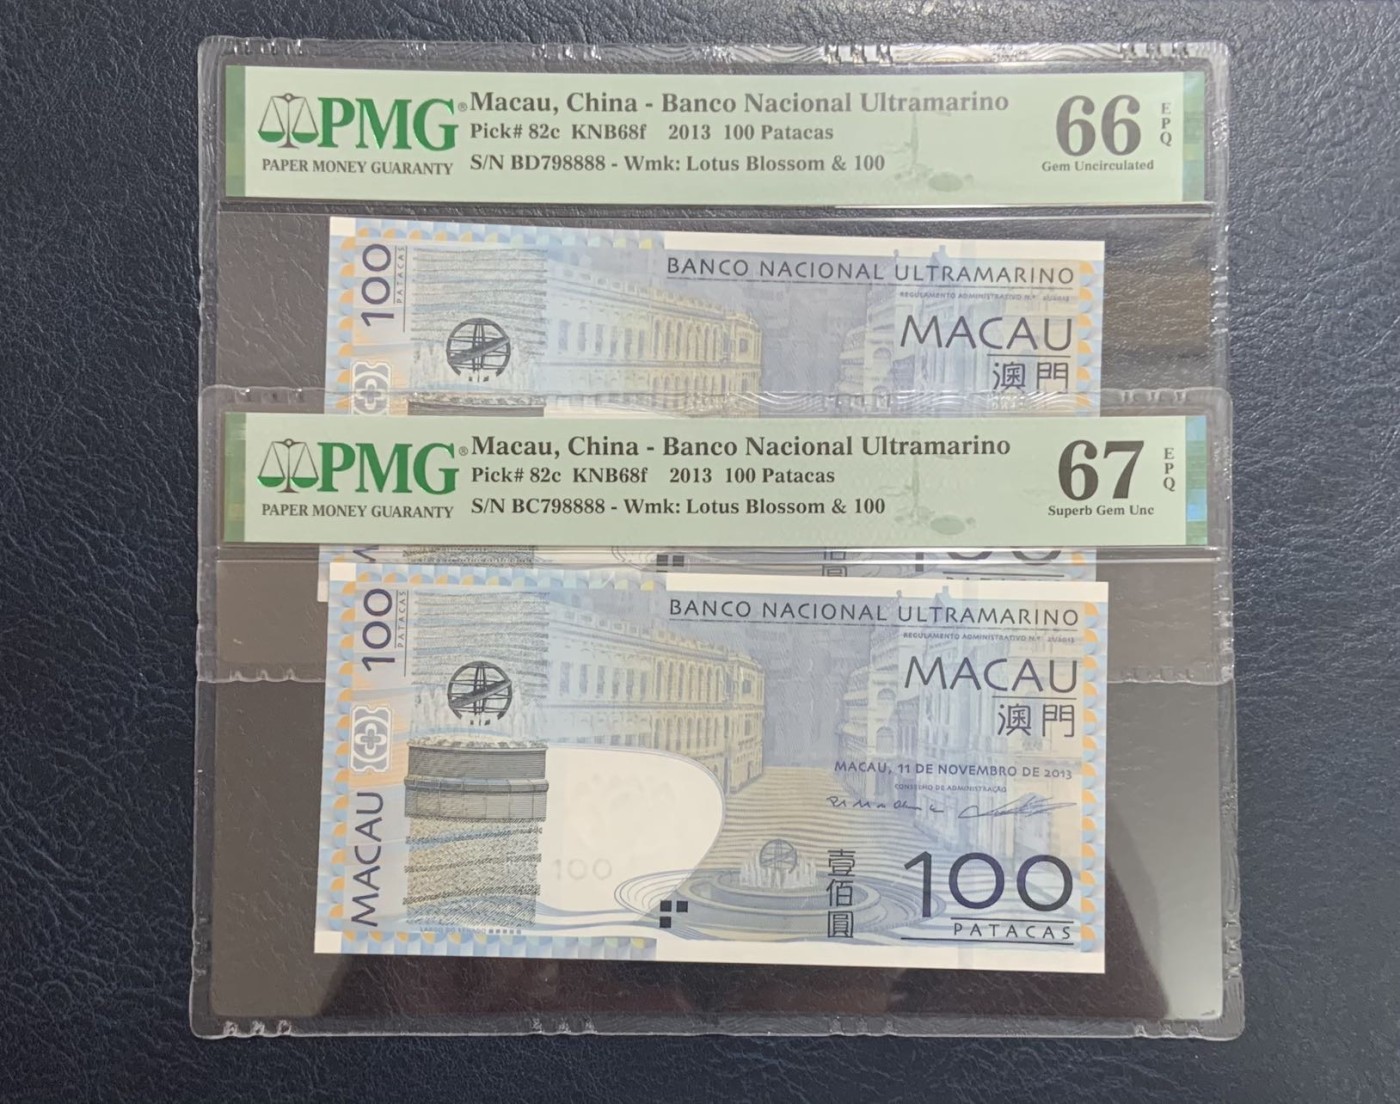 PMG® Macau, China - Banco Nacional Ultramarino
Pick# 82c KNB68f 2013 100 Patacas
PAPER MONEY GUARANTY
S/N BD798888 - Wmk: Lotus Blossom & 100
66 EPQ
Gem Uncirculated
100
PATACAS
BANCO NACIONAL ULTRAMARINO
MACAU
澳門
PMG® Macau, China - Banco Nacional Ultramarino
Pick# 82c KNB68f 2013 100 Patacas
PAPER MONEY GUARANTY
S/N BC798888 - Wmk: Lotus Blossom & 100
67 EPQ
Superb Gem Unc
100
PATACAS
BANCO NACIONAL ULTRAMARINO
MACAU
澳門
MACAU, 11 DE NOVEMBRO DE 2013
CONSELHO DE ADMINISTRAÇÃO
MACAU
100
壹佰圓
100
PATACAS